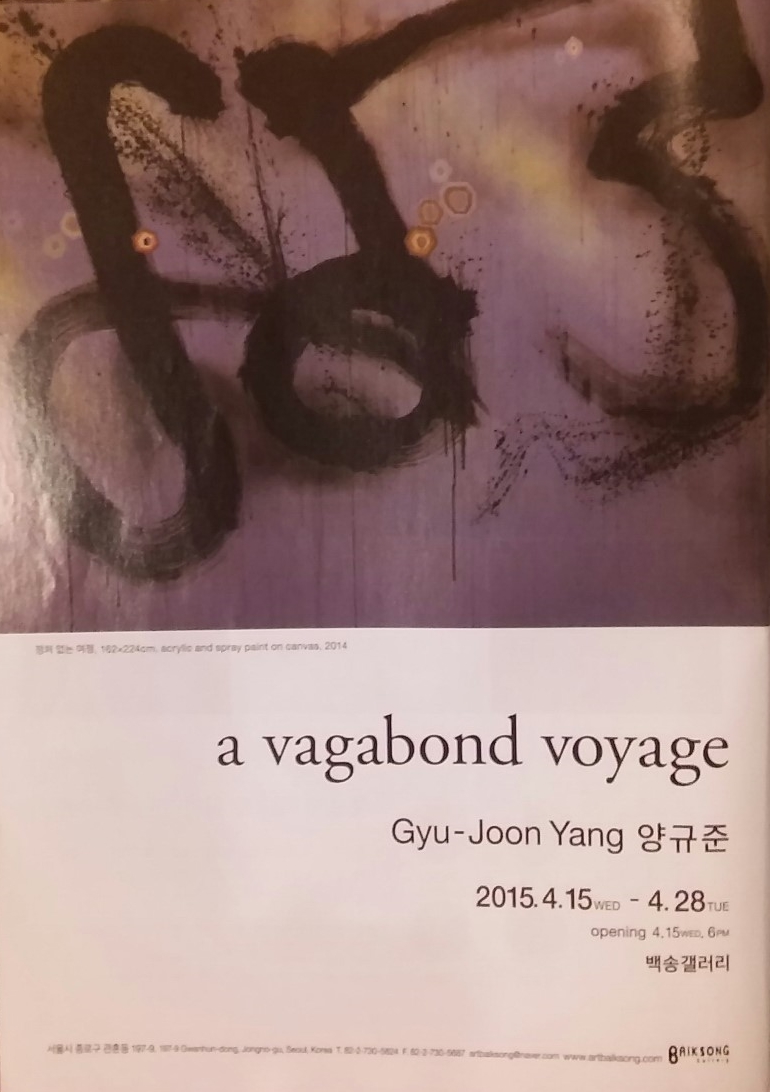 정처 없는 여정, 162×224cm, acrylic and spray paint on canvas, 2014
a vagabond voyage
Gyu-Joon Yang 양규준
2015.4.15WED - 4.28TUE
opening 4.15WED, 6PM
백송갤러리
서울시 종로구 관훈동 197-9, 197-9 Gwanhun-dong, Jongno-gu, Seoul, Korea T. 82-2-730-5824 F. 82-2-730-5887 artbaiksong@naver.com www.artbaiksong.com BAIKSONG
Gallery